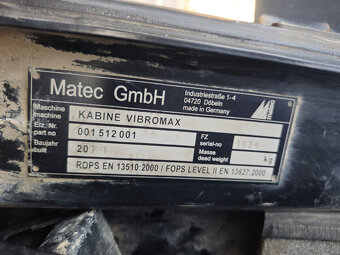 Matec GmbH
Industriestraße 1-4
04720 Döbeln
made in Germany
Maschine
machine
KABINE VIBROMAX
Etz. Nr.
part no
001 512 001
FZ
serial-no
Baujahr
built
20
Masse
dead weight
kg
ROPS EN 13510:2000 / FOPS LEVEL II EN 13627:2000